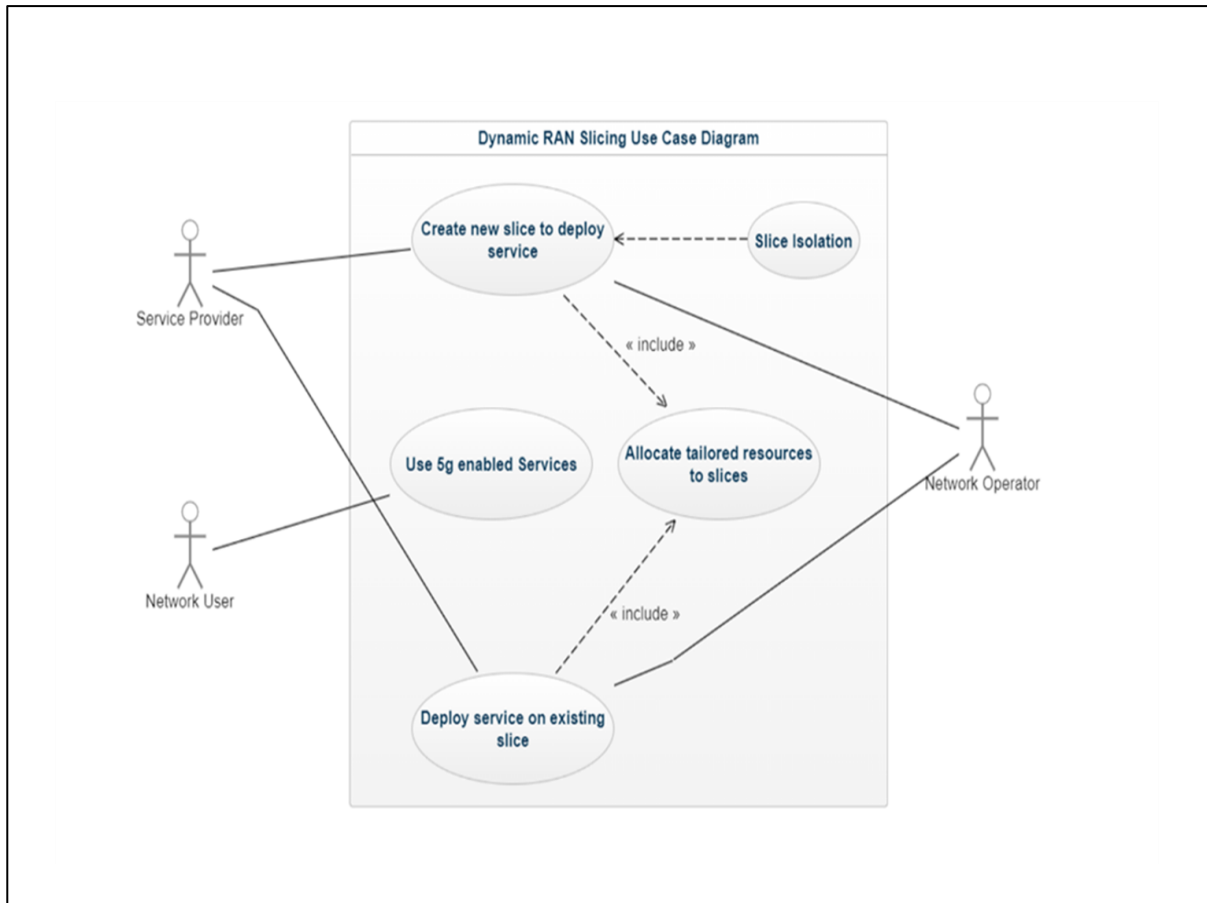 Dynamic RAN Slicing Use Case Diagram
Create new slice to deploy
service
Slice Isolation
Service Provider
« include »
Use 5g enabled Services
Allocate tailored resources
to slices
Network Operator
Network User
« include »
Deploy service on existing
slice